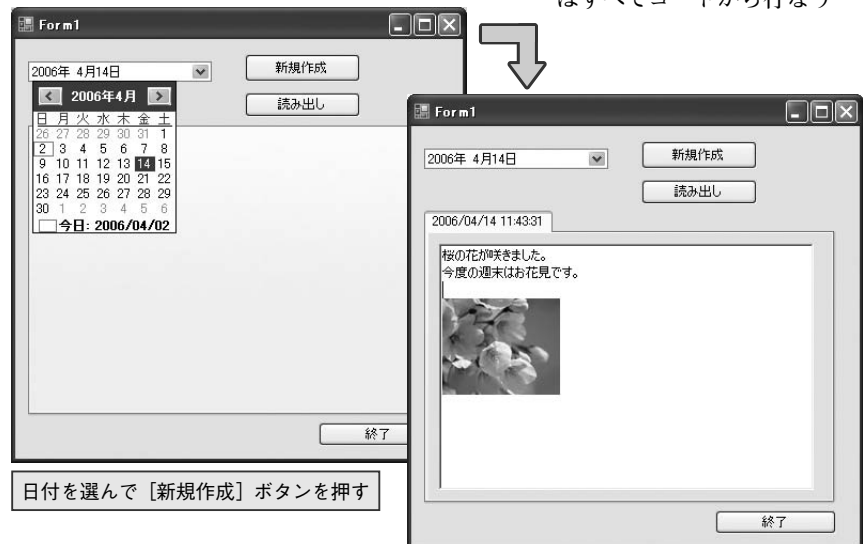 はすべてコードから行なう
Form1
2006年 4月14日
新規作成
読み出し
2006年4月
日 月 火 水 木 金 土
26 27 28 29 30 31 1
2 3 4 5 6 7 8
9 10 11 12 13 14 15
16 17 18 19 20 21 22
23 24 25 26 27 28 29
30 1 2 3 4 5 6
今日: 2006/04/02
終了
日付を選んで［新規作成］ボタンを押す
Form1
2006年 4月14日
新規作成
読み出し
2006/04/14 11:43:31
桜の花が咲きました。
今度の週末はお花見です。
終了